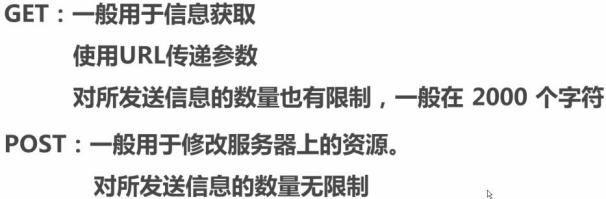 GET：一般用于信息获取
使用URL传递参数
对所发送信息的数量也有限制，一般在 2000 个字符
POST：一般用于修改服务器上的资源。
对所发送信息的数量无限制